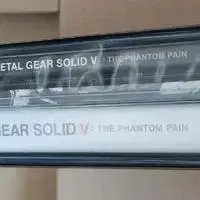 ETAL GEAR SOLID V: THE PHANTOM PAIN
GEAR SOLID V: THE PHANTOM PAIN